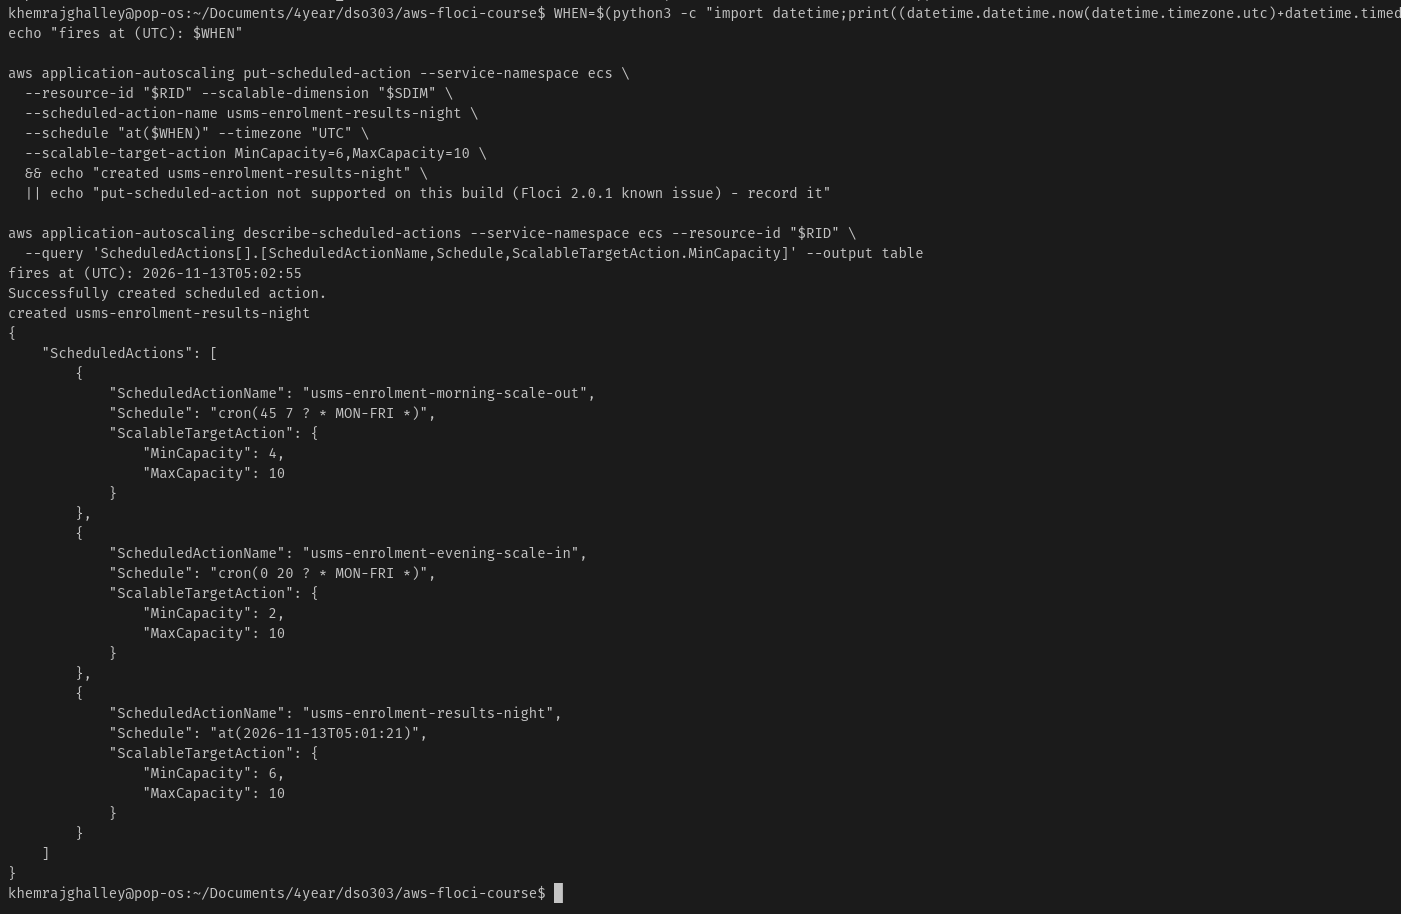 khemrajghalley@pop-os:~/Documents/4year/dso303/aws-floci-course$ WHEN=$(python3 -c "import datetime;print((datetime.datetime.now(datetime.timezone.utc)+datetime.timed
echo "fires at (UTC): $WHEN"

aws application-autoscaling put-scheduled-action --service-namespace ecs \
  --resource-id "$RID" --scalable-dimension "$SDIM" \
  --scheduled-action-name usms-enrolment-results-night \
  --schedule "at($WHEN)" --timezone "UTC" \
  --scalable-target-action MinCapacity=6,MaxCapacity=10 \
  && echo "created usms-enrolment-results-night" \
  || echo "put-scheduled-action not supported on this build (Floci 2.0.1 known issue) - record it"

aws application-autoscaling describe-scheduled-actions --service-namespace ecs --resource-id "$RID" \
  --query 'ScheduledActions[].[ScheduledActionName,Schedule,ScalableTargetAction.MinCapacity]' --output table
fires at (UTC): 2026-11-13T05:02:55
Successfully created scheduled action.
created usms-enrolment-results-night
{
    "ScheduledActions": [
        {
            "ScheduledActionName": "usms-enrolment-morning-scale-out",
            "Schedule": "cron(45 7 ? * MON-FRI *)",
            "ScalableTargetAction": {
                "MinCapacity": 4,
                "MaxCapacity": 10
            }
        },
        {
            "ScheduledActionName": "usms-enrolment-evening-scale-in",
            "Schedule": "cron(0 20 ? * MON-FRI *)",
            "ScalableTargetAction": {
                "MinCapacity": 2,
                "MaxCapacity": 10
            }
        },
        {
            "ScheduledActionName": "usms-enrolment-results-night",
            "Schedule": "at(2026-11-13T05:01:21)",
            "ScalableTargetAction": {
                "MinCapacity": 6,
                "MaxCapacity": 10
            }
        }
    ]
}
khemrajghalley@pop-os:~/Documents/4year/dso303/aws-floci-course$